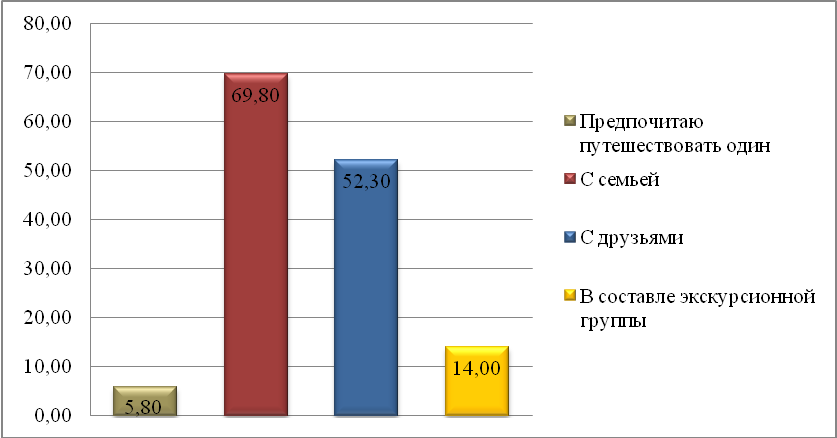 80,00
70,00
60,00
50,00
40,00
30,00
20,00
10,00
0,00
5,80
69,80
52,30
14,00
Предпочитаю
путешествовать один
С семьей
С друзьями
В составле экскурсионной
группы